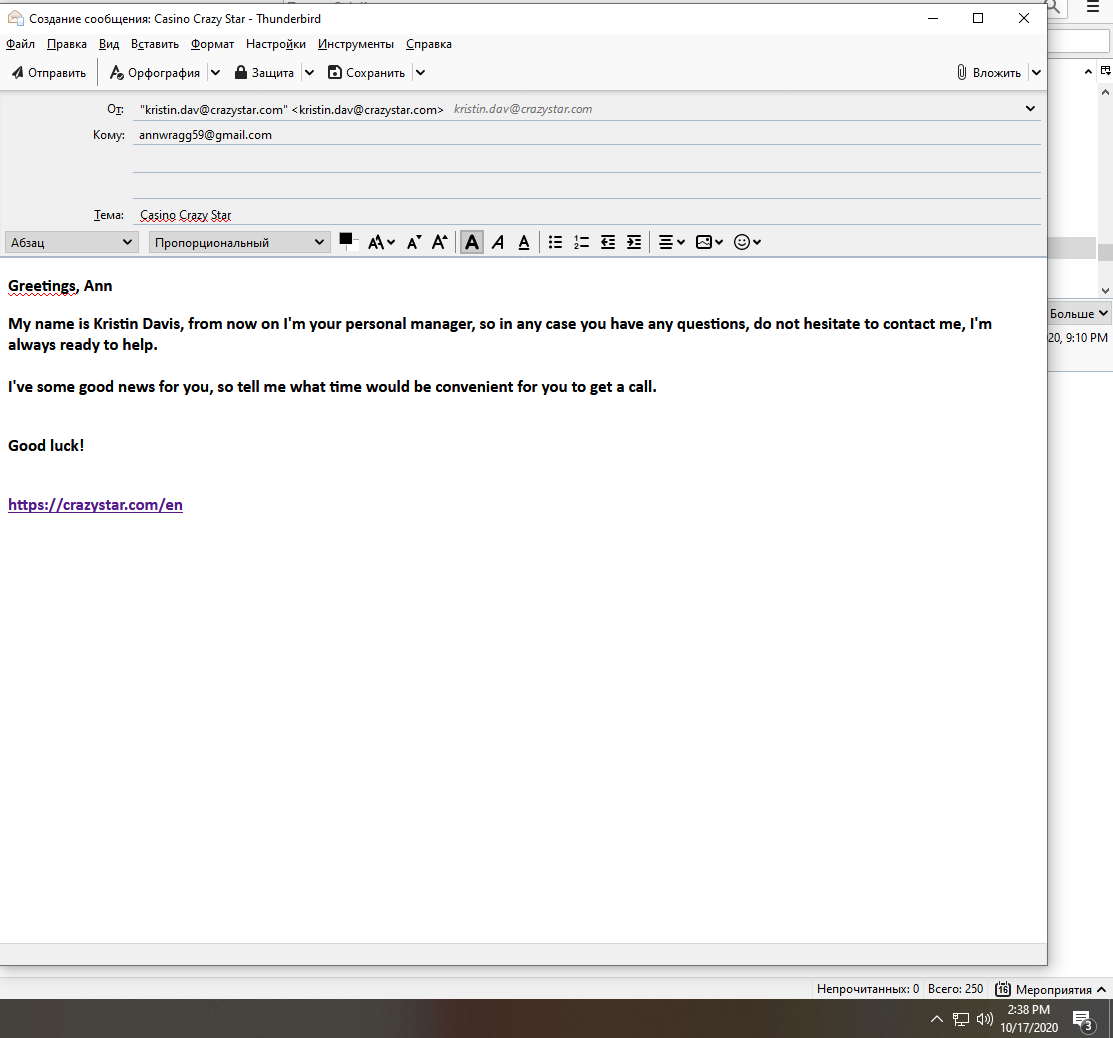 Создание сообщения: Casino Crazy Star - Thunderbird
Файл Правка Вид Вставить Формат Настройки Инструменты Справка
Отправить Орфография Защита Сохранить Вложить
От: "kristin.dav@crazystar.com" <kristin.dav@crazystar.com> kristin.dav@crazystar.com
Кому: annwragg59@gmail.com
Тема: Casino Crazy Star
Абзац Пропорциональный
Greetings, Ann
My name is Kristin Davis, from now on I'm your personal manager, so in any case you have any questions, do not hesitate to contact me, I'm
always ready to help.
I've some good news for you, so tell me what time would be convenient for you to get a call.
Good luck!
https://crazystar.com/en
Больше
20, 9:10 PM
Непрочитанных: 0 Всего: 250 16 Мероприятия
2:38 PM
10/17/2020
3